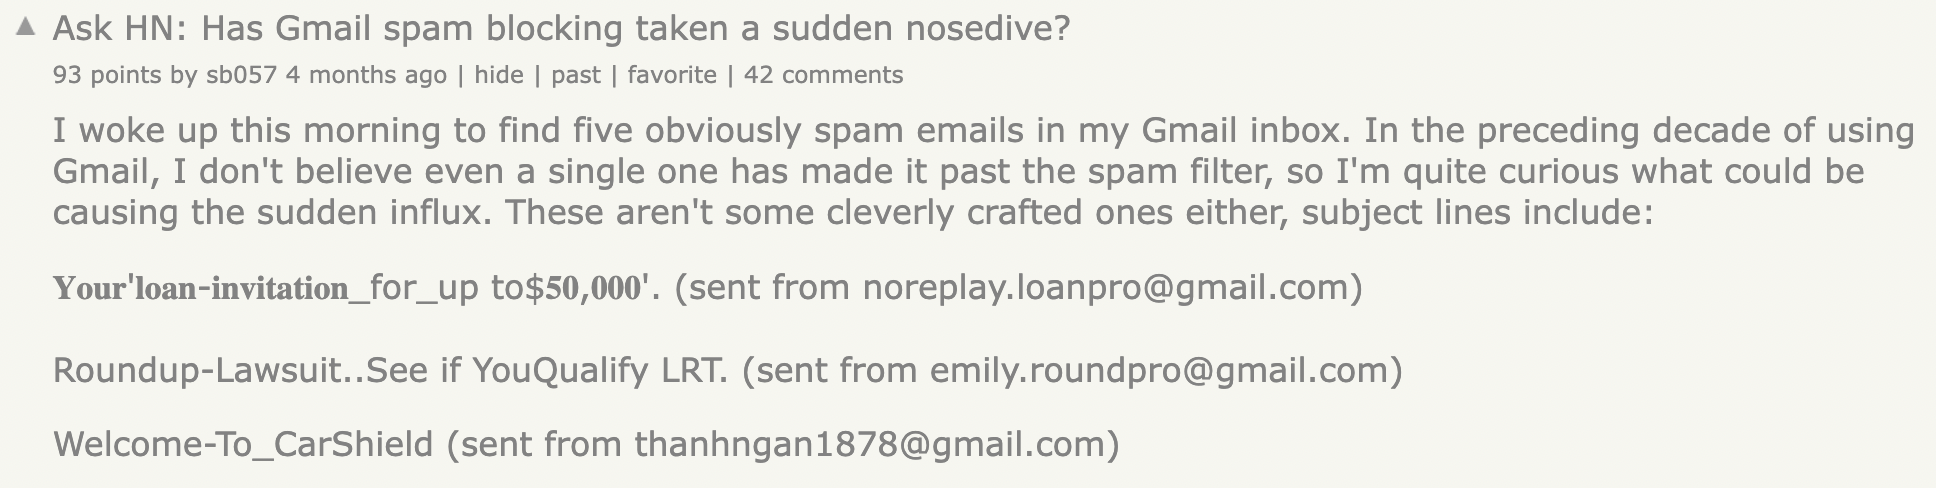 Ask HN: Has Gmail spam blocking taken a sudden nosedive?
93 points by sb057 4 months ago | hide | past | favorite | 42 comments
I woke up this morning to find five obviously spam emails in my Gmail inbox. In the preceding decade of using
Gmail, I don't believe even a single one has made it past the spam filter, so I'm quite curious what could be
causing the sudden influx. These aren't some cleverly crafted ones either, subject lines include:
𝐘𝐨𝐮𝐫'𝐥𝐨𝐚𝐧-𝐢𝐧𝐯𝐢𝐭𝐚𝐭𝐢𝐨𝐧_for_up to$𝟓𝟎,𝟎𝟎𝟎'. (sent from noreplay.loanpro@gmail.com)
Roundup-Lawsuit..See if YouQualify LRT. (sent from emily.roundpro@gmail.com)
Welcome-To_CarShield (sent from thanhngan1878@gmail.com)